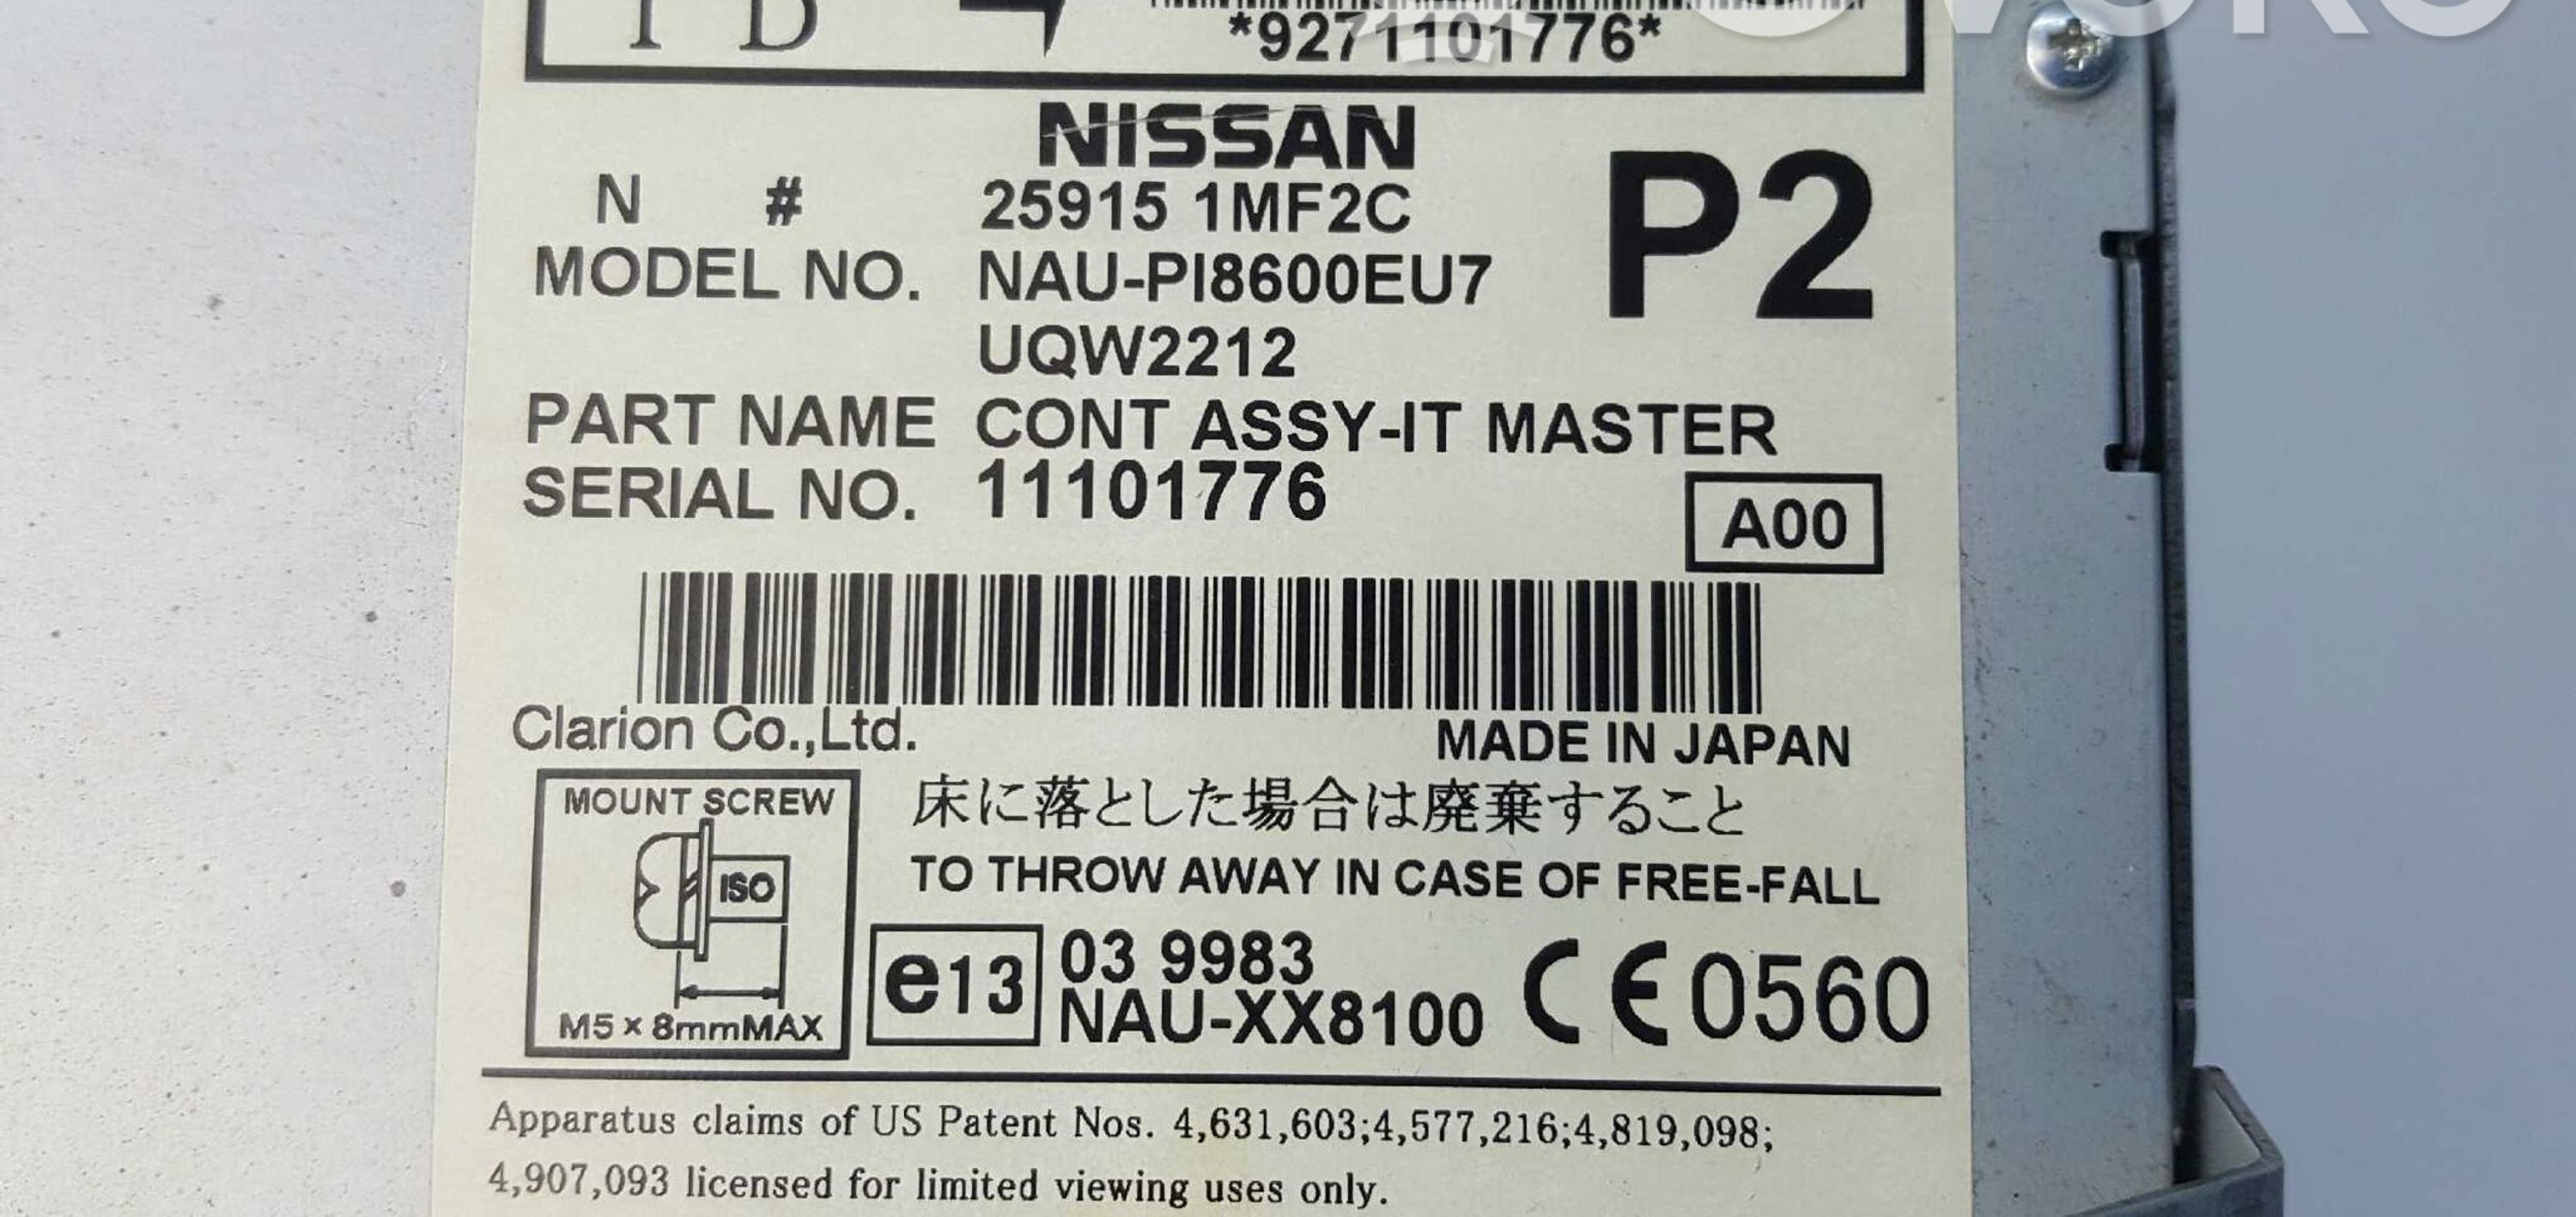 I D
*9271101776*
NISSAN
N # 25915 1MF2C
P2
MODEL NO. NAU-PI8600EU7
UQW2212
PART NAME CONT ASSY-IT MASTER
SERIAL NO. 11101776
A00
Clarion Co.,Ltd.
MADE IN JAPAN
MOUNT SCREW
ISO
M5×8mmMAX
床に落とした場合は廃棄すること
TO THROW AWAY IN CASE OF FREE-FALL
e13 03 9983
NAU-XX8100
CE0560
Apparatus claims of US Patent Nos. 4,631,603;4,577,216;4,819,098;
4,907,093 licensed for limited viewing uses only.